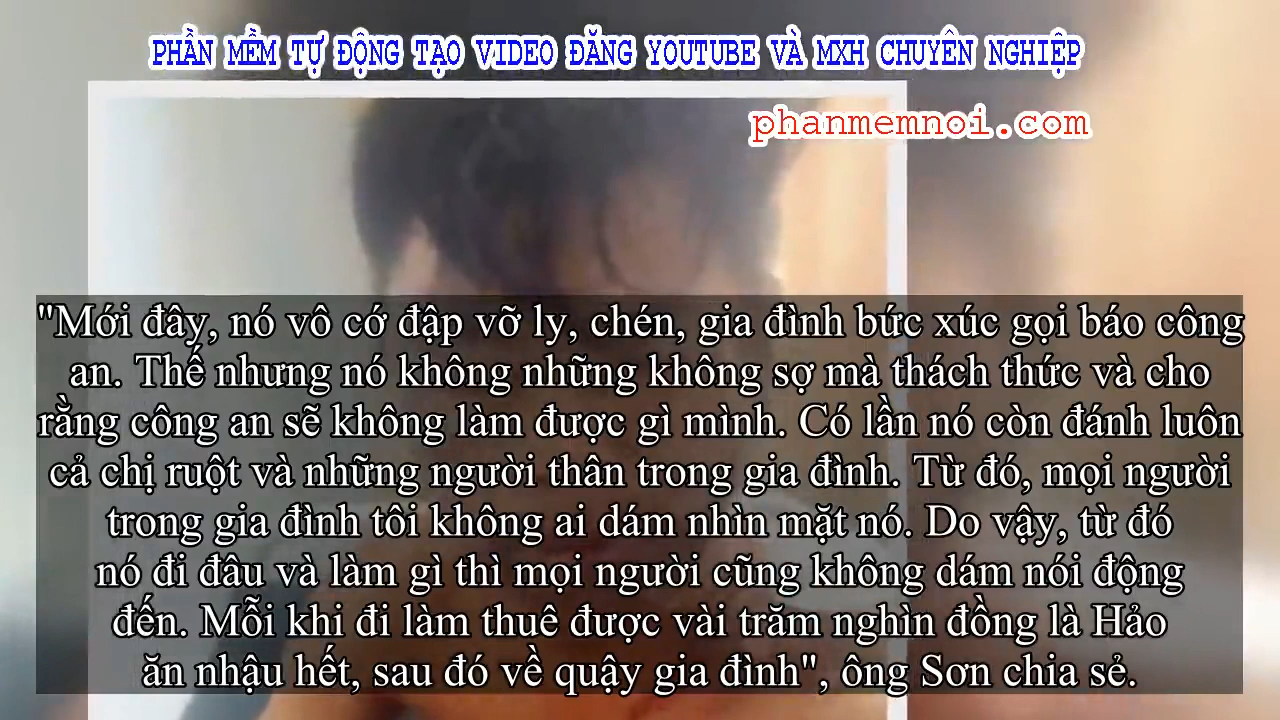 PHẦN MỀM TỰ ĐỘNG TẠO VIDEO ĐĂNG YOUTUBE VÀ MXH CHUYÊN NGHIỆP
phanmemnoi.com
"Mới đây, nó vô cớ đập vỡ ly, chén, gia đình bức xúc gọi báo công
an. Thế nhưng nó không những không sợ mà thách thức và cho
rằng công an sẽ không làm được gì mình. Có lần nó còn đánh luôn
cả chị ruột và những người thân trong gia đình. Từ đó, mọi người
trong gia đình tôi không ai dám nhìn mặt nó. Do vậy, từ đó
nó đi đâu và làm gì thì mọi người cũng không dám nói động
đến. Mỗi khi đi làm thuê được vài trăm nghìn đồng là Hảo
ăn nhậu hết, sau đó về quậy gia đình", ông Sơn chia sẻ.